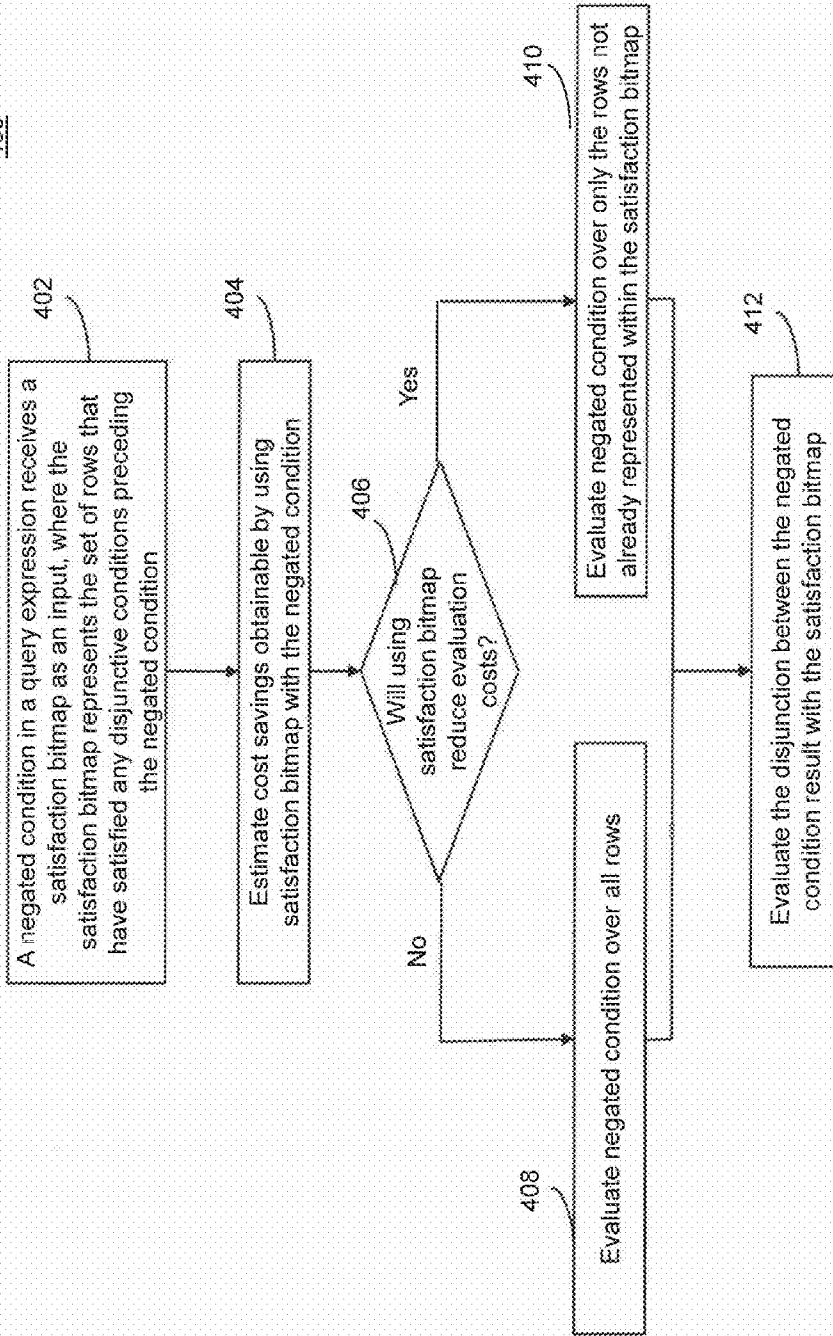 402
A negated condition in a query expression receives a
satisfaction bitmap as an input, where the
satisfaction bitmap represents the set of rows that
have satisfied any disjunctive conditions preceding
the negated condition
404
Estimate cost savings obtainable by using
satisfaction bitmap with the negated condition
406
Will using
satisfaction bitmap
reduce evaluation
costs?
No
Yes
408
Evaluate negated condition over all rows
410
Evaluate negated condition over only the rows not
already represented within the satisfaction bitmap
412
Evaluate the disjunction between the negated
condition result with the satisfaction bitmap